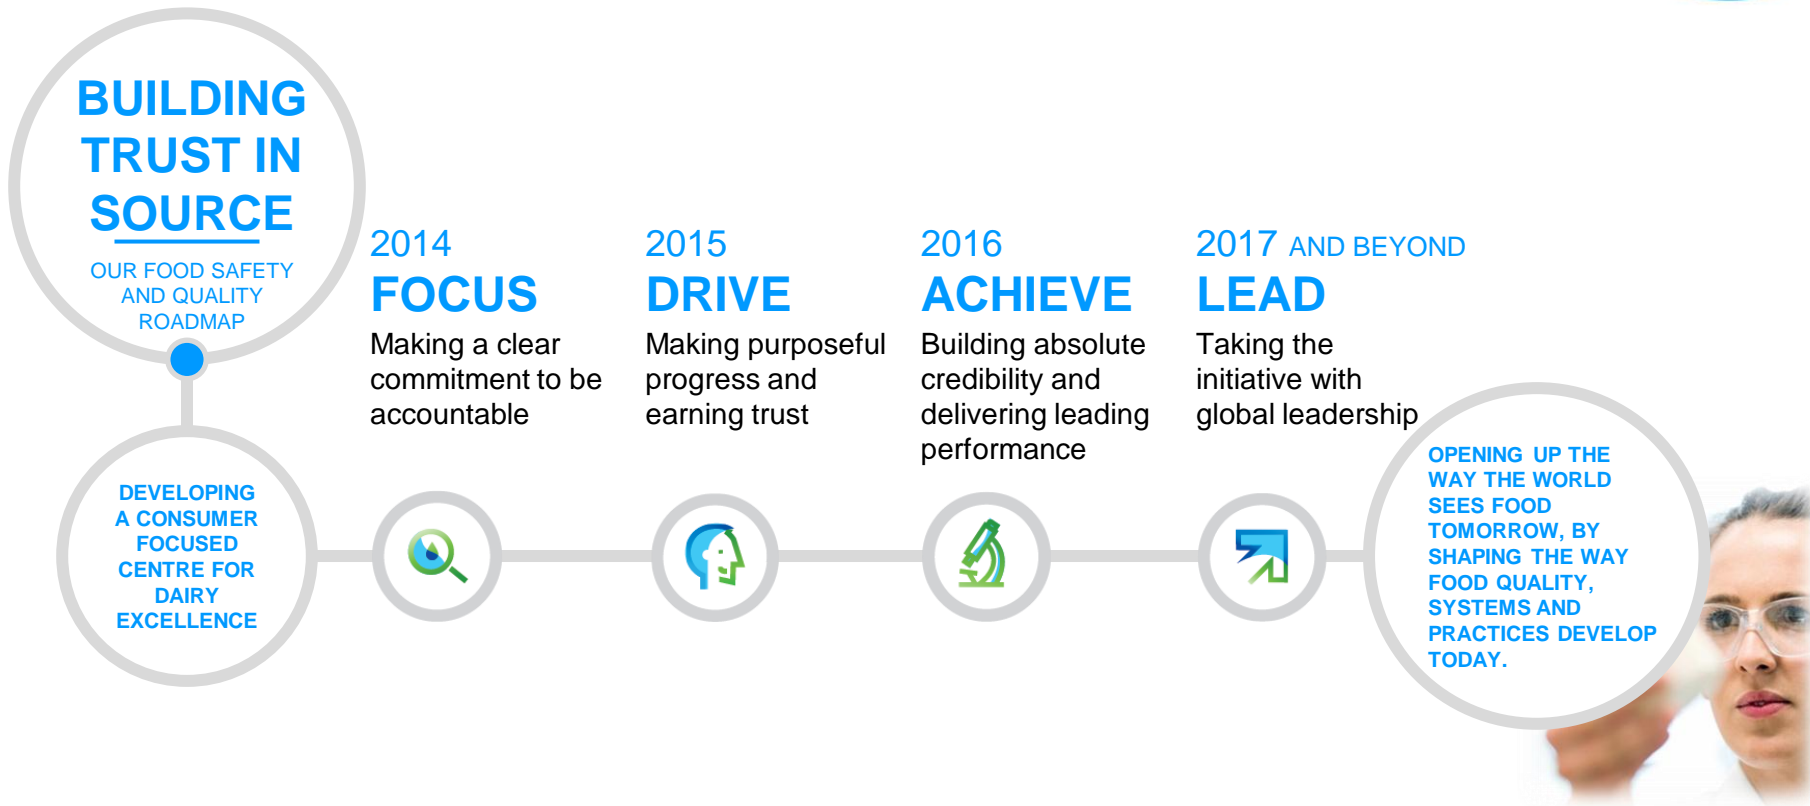 BUILDING
TRUST IN
SOURCE
OUR FOOD SAFETY
AND QUALITY
ROADMAP
DEVELOPING
A CONSUMER
FOCUSED
CENTRE FOR
DAIRY
EXCELLENCE
2014
FOCUS
Making a clear
commitment to be
accountable
2015
DRIVE
Making purposeful
progress and
earning trust
2016
ACHIEVE
Building absolute
credibility and
delivering leading
performance
2017 AND BEYOND
LEAD
Taking the
initiative with
global leadership
OPENING UP THE
WAY THE WORLD
SEES FOOD
TOMORROW, BY
SHAPING THE WAY
FOOD QUALITY,
SYSTEMS AND
PRACTICES DEVELOP
TODAY.